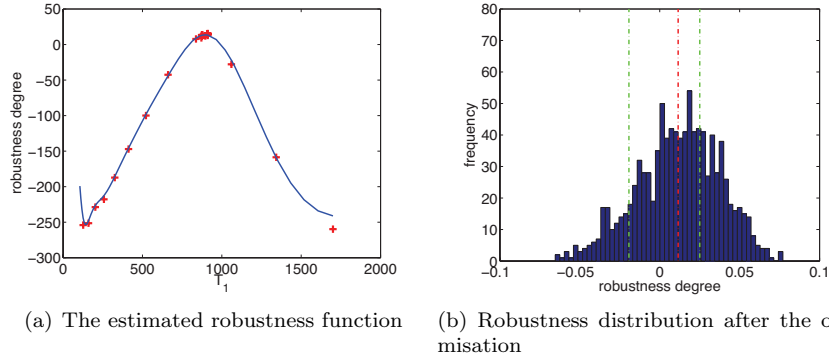 50
0
−50
−100
−150
−200
−250
−300
robustness degree
0 500 1000 1500 2000
T1
80
70
60
50
40
30
20
10
0
frequency
−0.1 −0.05 0 0.05 0.1
robustness degree
(a) The estimated robustness function
(b) Robustness distribution after the
misation